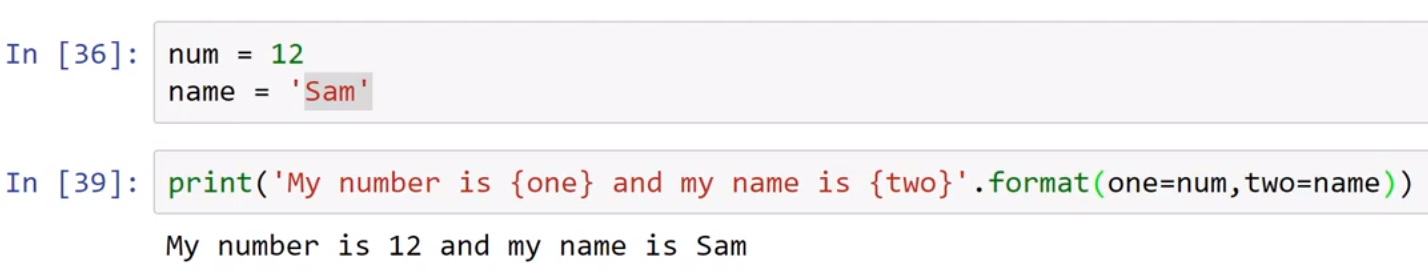 In [36]: num = 12
name = 'Sam'
In [39]: print('My number is {one} and my name is {two}'.format(one=num,two=name))
My number is 12 and my name is Sam